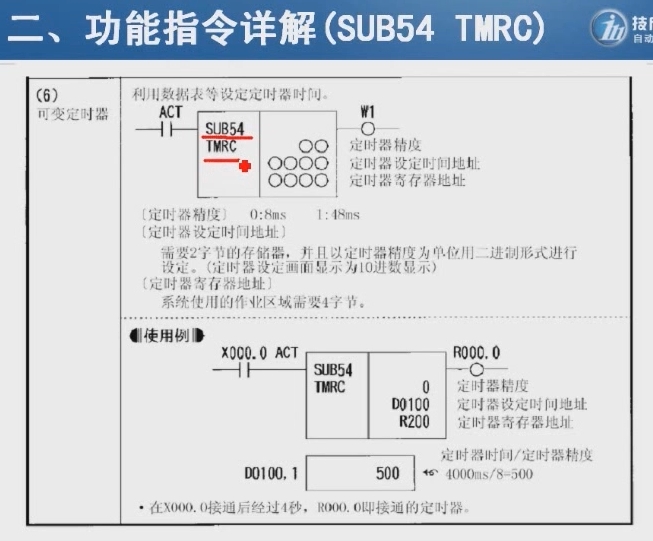 二、功能指令详解(SUB54 TMRC)
技
自动
(6)
可变定时器
利用数据表等设定定时器时间。
ACT
W1
SUB54
TMRC
○○
定时器精度
○○○○
定时器设定时间地址
○○○○
定时器寄存器地址
〔定时器精度〕 0:8ms 1:48ms
〔定时器设定时间地址〕
需要2字节的存储器，并且以定时器精度为单位用二进制形式进行
设定。(定时器设定画面显示为10进数显示)
〔定时器寄存器地址〕
系统使用的作业区域需要4字节。
使用例
X000.0 ACT
R000.0
SUB54
TMRC
0
定时器精度
D0100
定时器设定时间地址
R200
定时器寄存器地址
定时器时间/定时器精度
D0100,1
500
4000ms/8=500
・在X000.0接通后经过4秒，R000.0即接通的定时器。